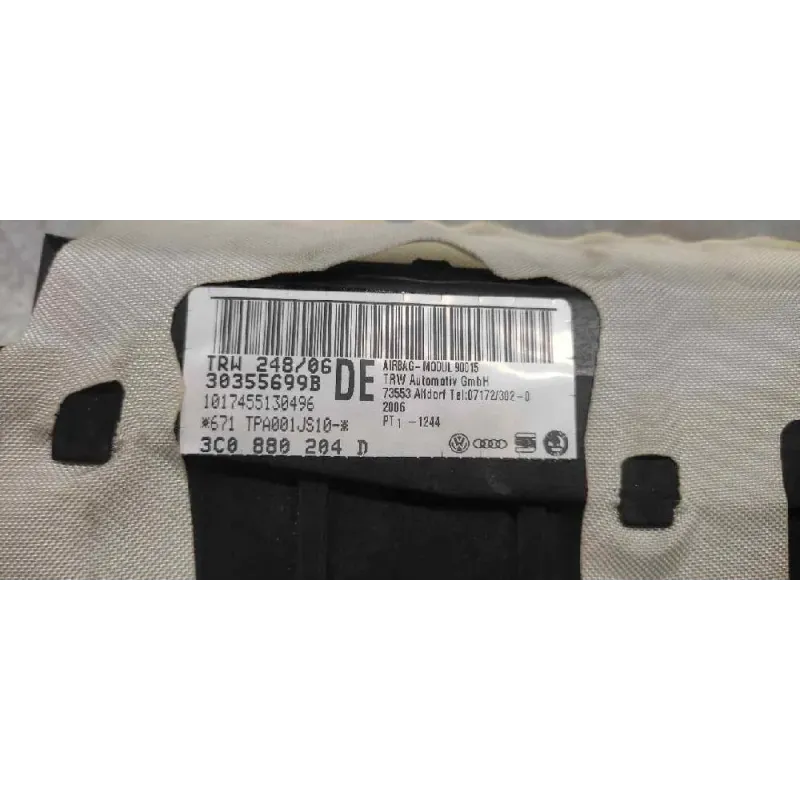 TRW 248/06
30355699B
DE
1017455130496
*671 TPA001JS10-*
3C0 880 204 D
AIRBAG-MODUL 90015
TRW Automotiv GmbH
73553 Alfdorf Tel:07172/302-0
2006
PT1 -1244